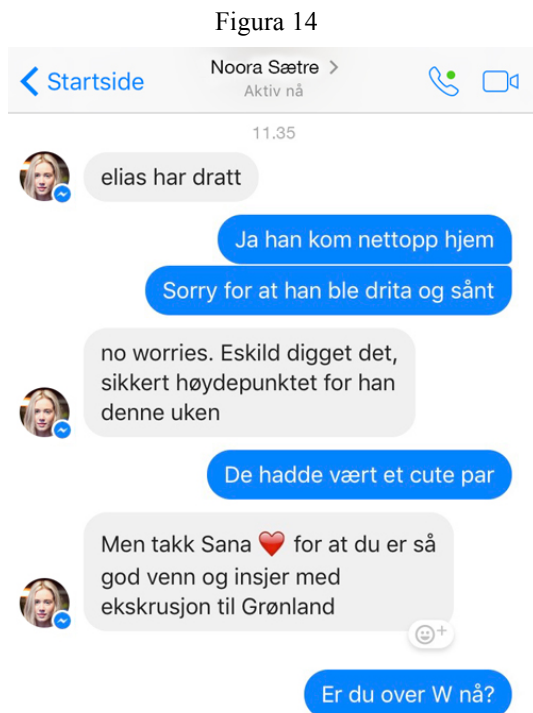 Figura 14
Startside
Noora Sætre >
Aktiv nå
11.35
elias har dratt
Ja han kom nettopp hjem
Sorry for at han ble drita og sånt
no worries. Eskild digget det,
sikkert høydepunktet for han
denne uken
De hadde vært et cute par
Men takk Sana ❤️ for at du er så
god venn og insjer med
ekskrusjon til Grønland
Er du over W nå?